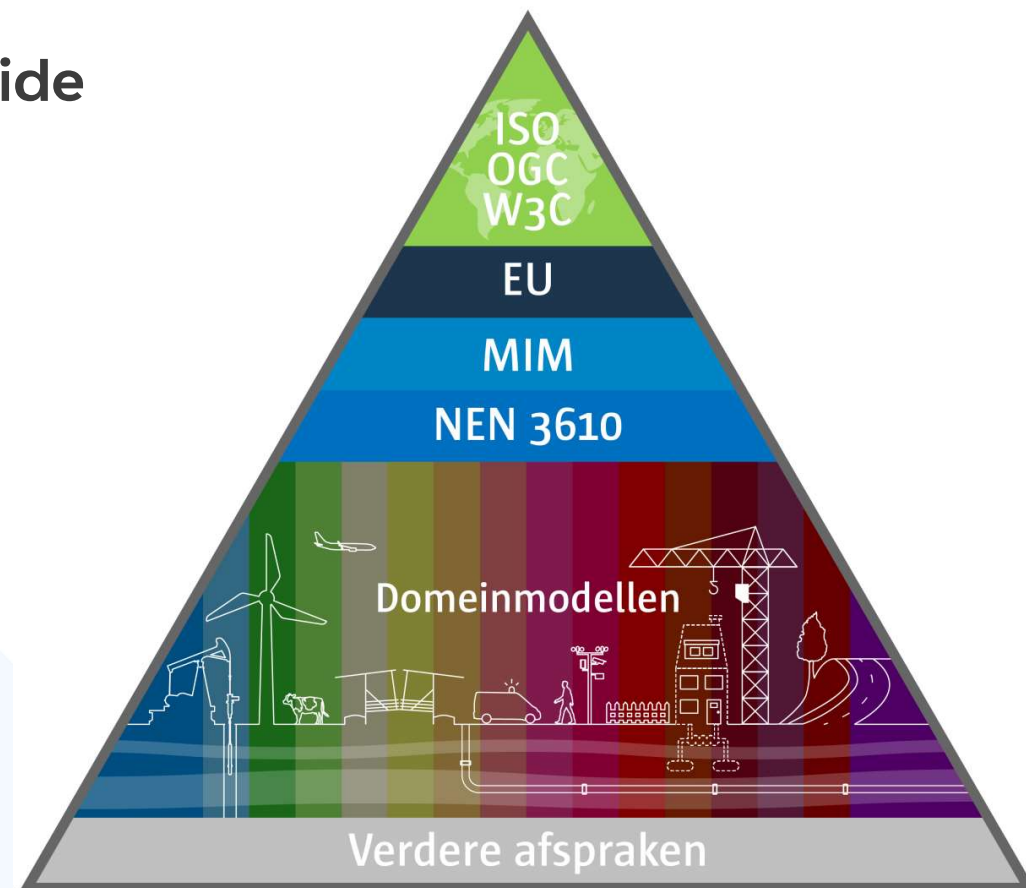 ide
ISO
OGC
W3C
EU
MIM
NEN 3610
Domeinmodellen
Verdere afspraken